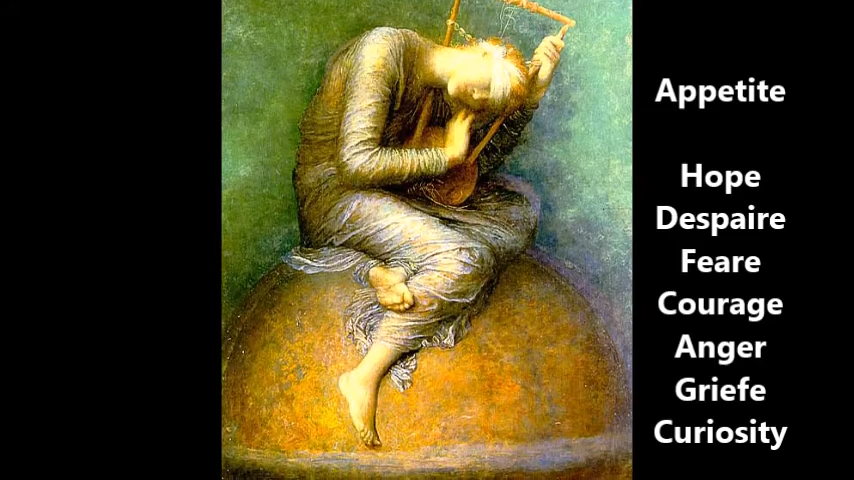 Appetite
Hope
Despaire
Feare
Courage
Anger
Griefe
Curiosity